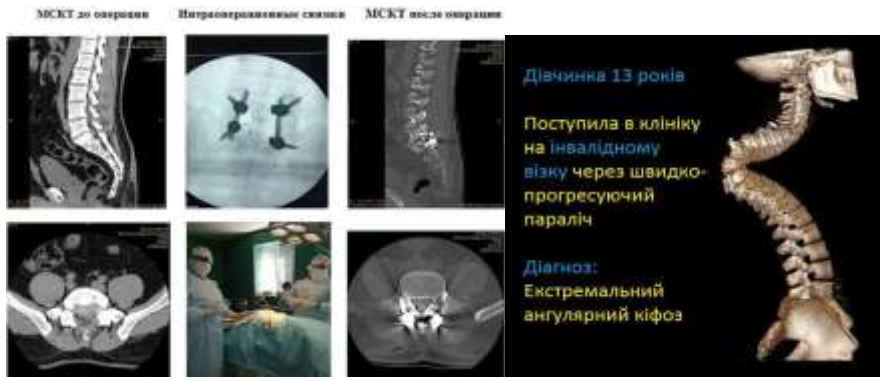 МСКТ до операции
Интраоперационные снимки
МСКТ после операции
Дівчинка 13 років
Поступила в клініку
на інвалідному
візку через швидко-
прогресуючий
параліч
Діагноз:
Екстремальний
ангулярний кіфоз